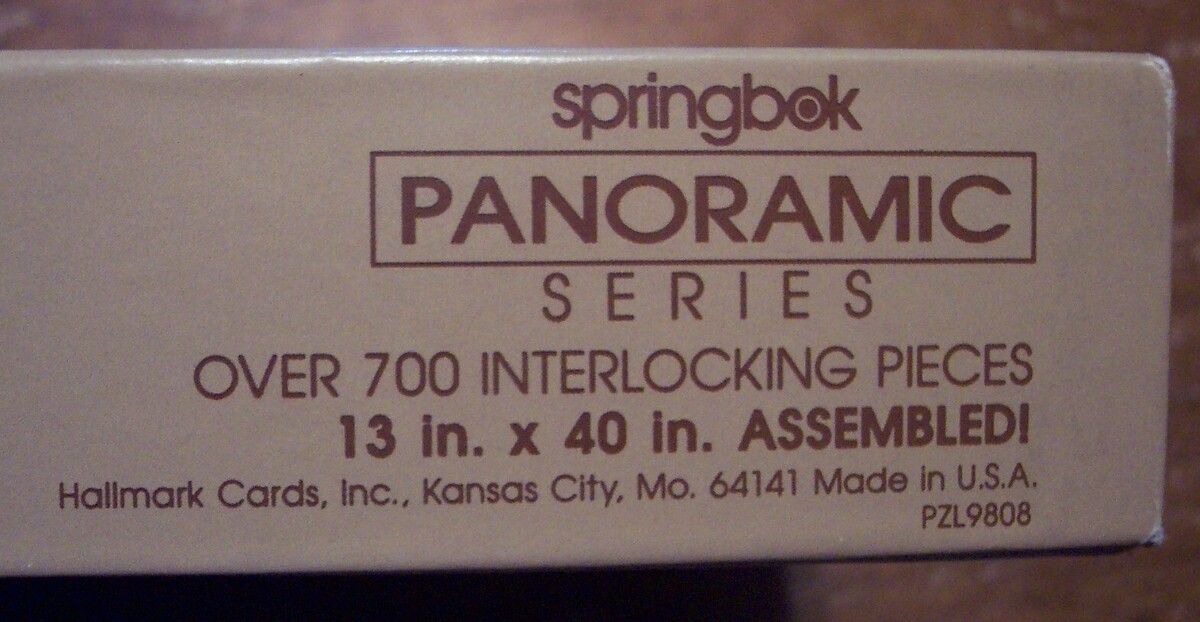 springbok
PANORAMIC
SERIES
OVER 700 INTERLOCKING PIECES
13 in. x 40 in. ASSEMBLED!
Hallmark Cards, Inc., Kansas City, Mo. 64141 Made in U.S.A.
PZL9808